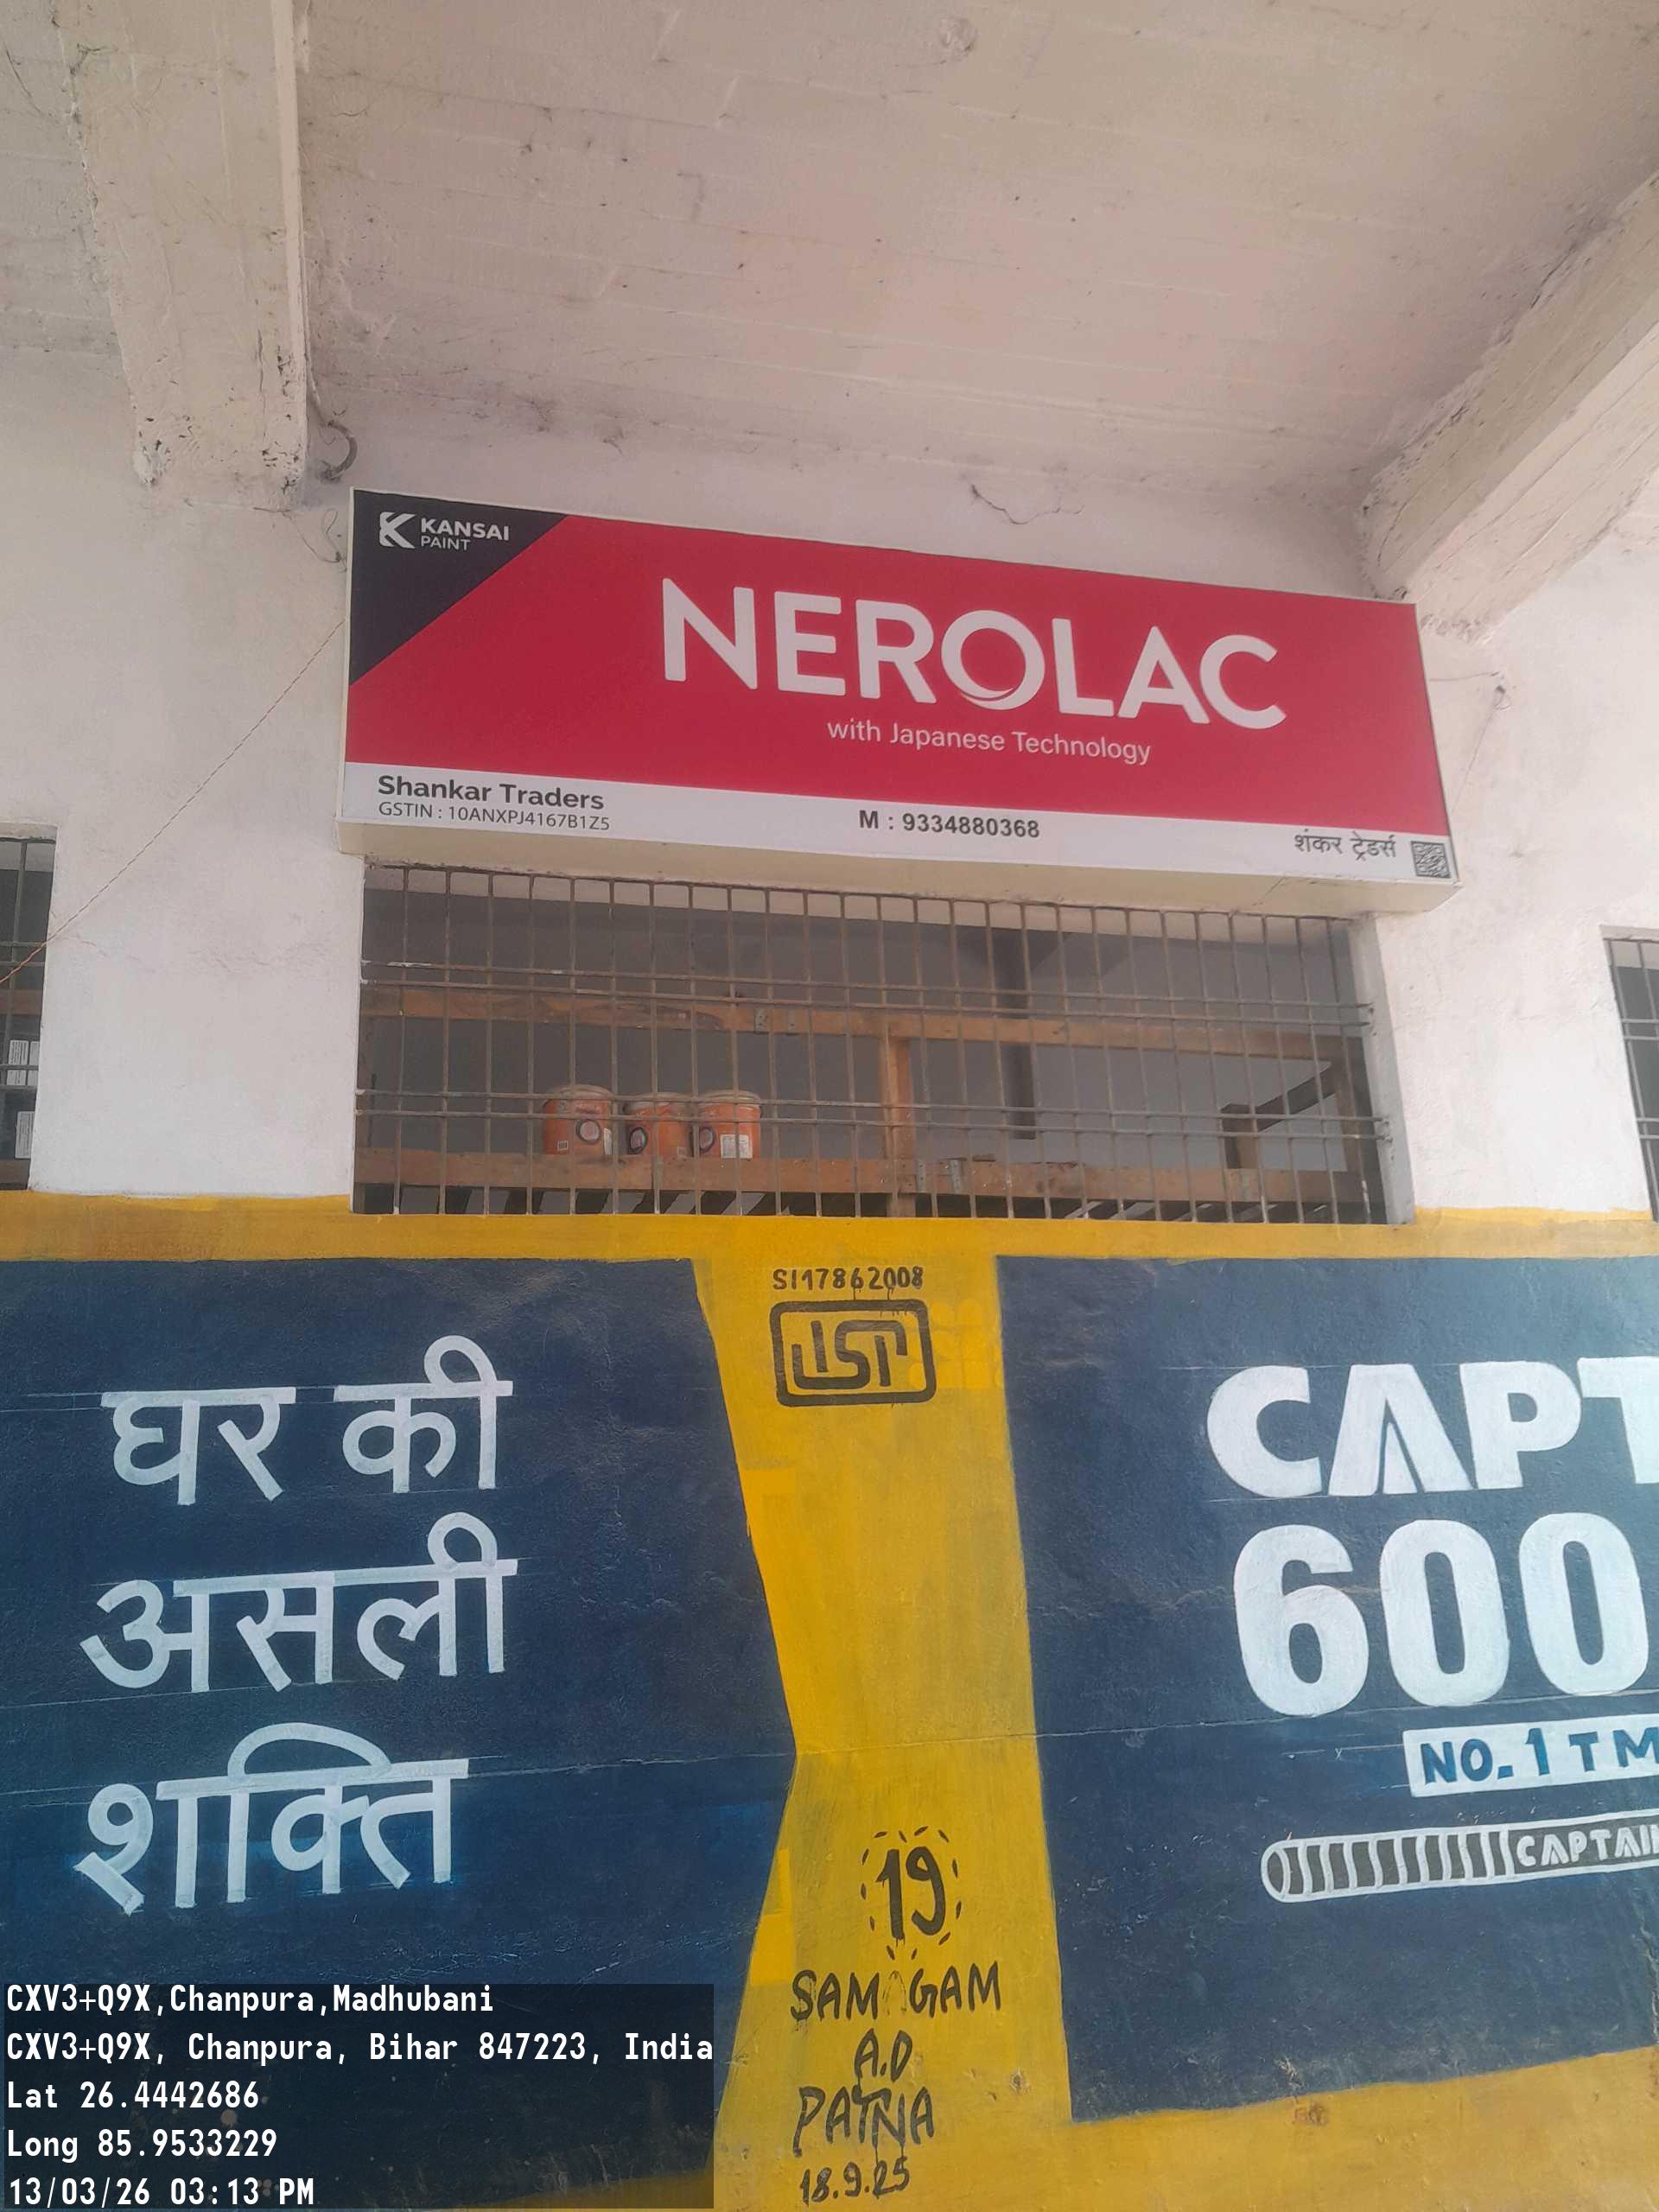 KANSAI
PAINT
NEROLAC
with Japanese Technology
Shankar Traders
GSTIN : 10ANXPJ4167B1Z5
M : 9334880368
शंकर ट्रेडर्स
SI17862008
ISI
घर की
असली
शक्ति
CAPT
600
NO. 1 T M
CAPTAI
19
SAMAGAM
A.D
PATNA
18.9.25
CXV3+Q9X,Chanpura,Madhubani
CXV3+Q9X, Chanpura, Bihar 847223, India
Lat 26.4442686
Long 85.9533229
13/03/26 03:13 PM